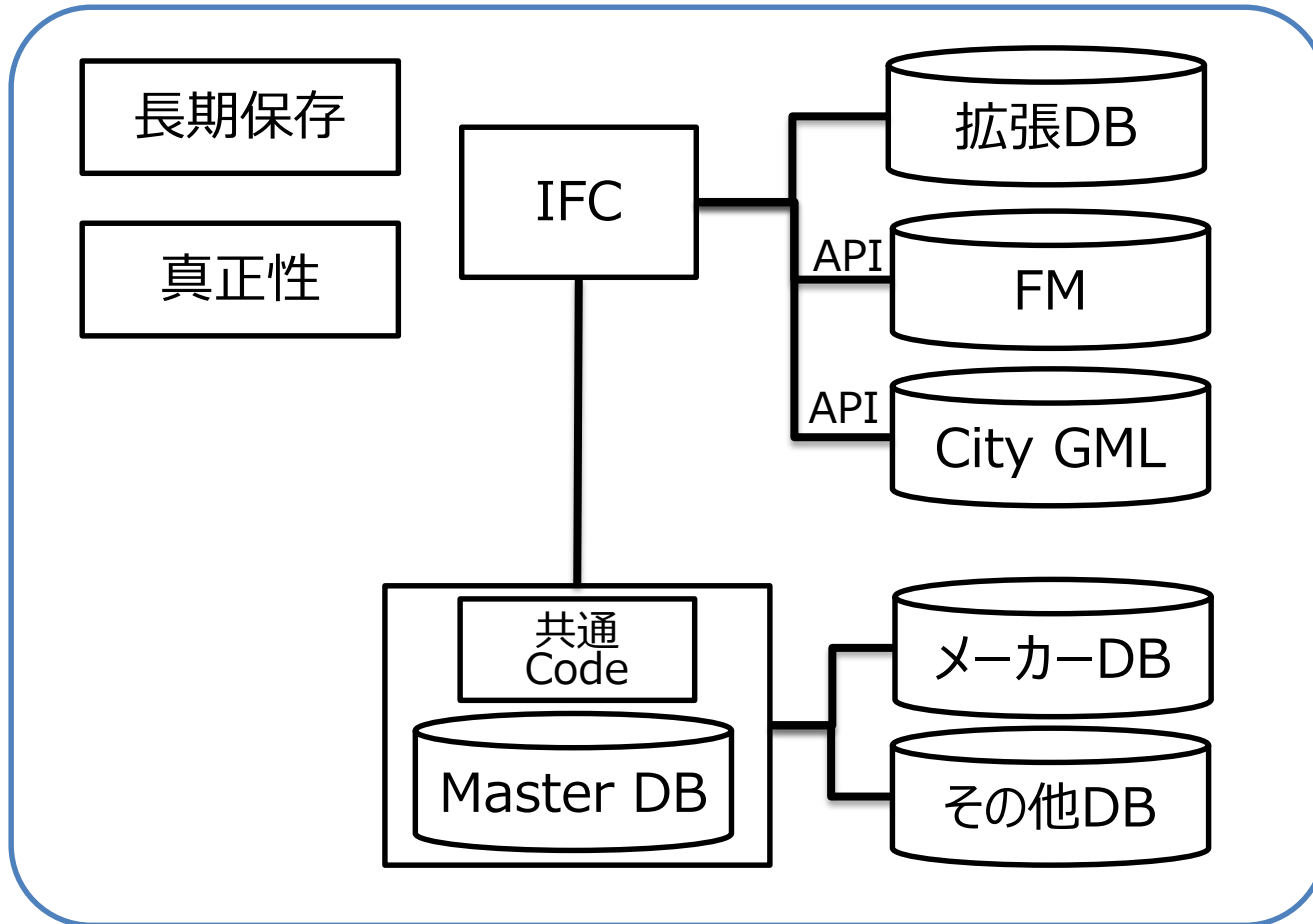 長期保存
真正性
IFC
拡張DB
API
FM
API
City GML
共通
Code
Master DB
メーカーDB
その他DB